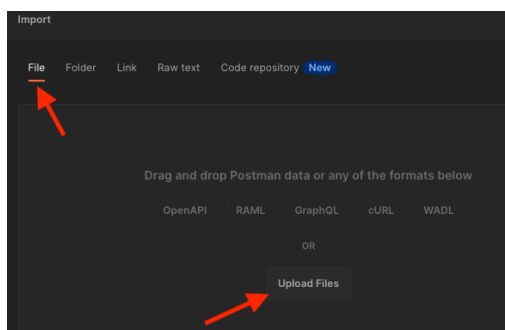 Import
File Folder Link Raw text Code repository New
Drag and drop Postman data or any of the formats below
OpenAPI RAML GraphQL cURL WADL
OR
Upload Files